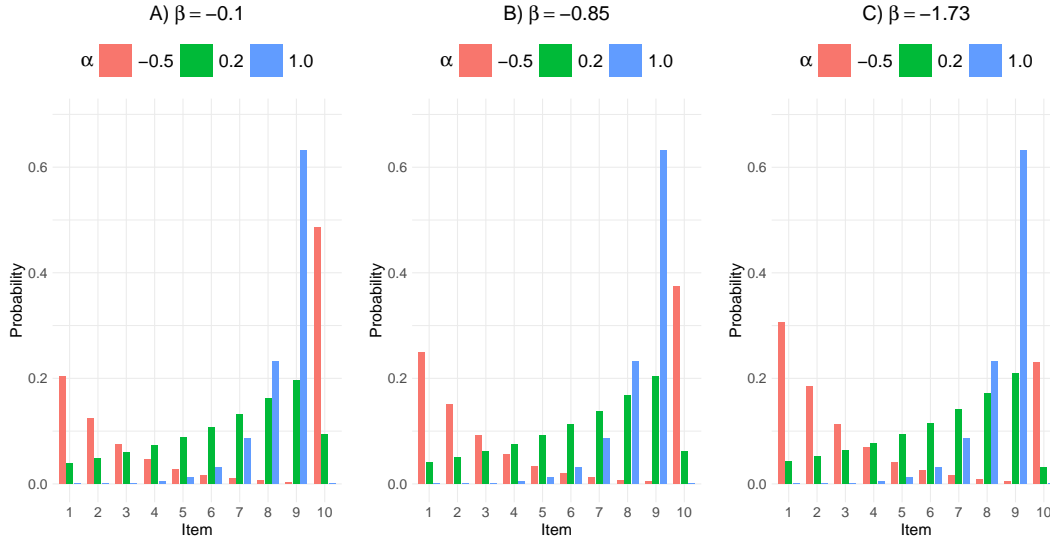 A) β = −0.1
α −0.5 0.2 1.0
Probability
0.6
0.4
0.2
0.0
1 2 3 4 5 6 7 8 9 10
Item
B) β = −0.85
α −0.5 0.2 1.0
Probability
0.6
0.4
0.2
0.0
1 2 3 4 5 6 7 8 9 10
Item
C) β = −1.73
α −0.5 0.2 1.0
Probability
0.6
0.4
0.2
0.0
1 2 3 4 5 6 7 8 9 10
Item